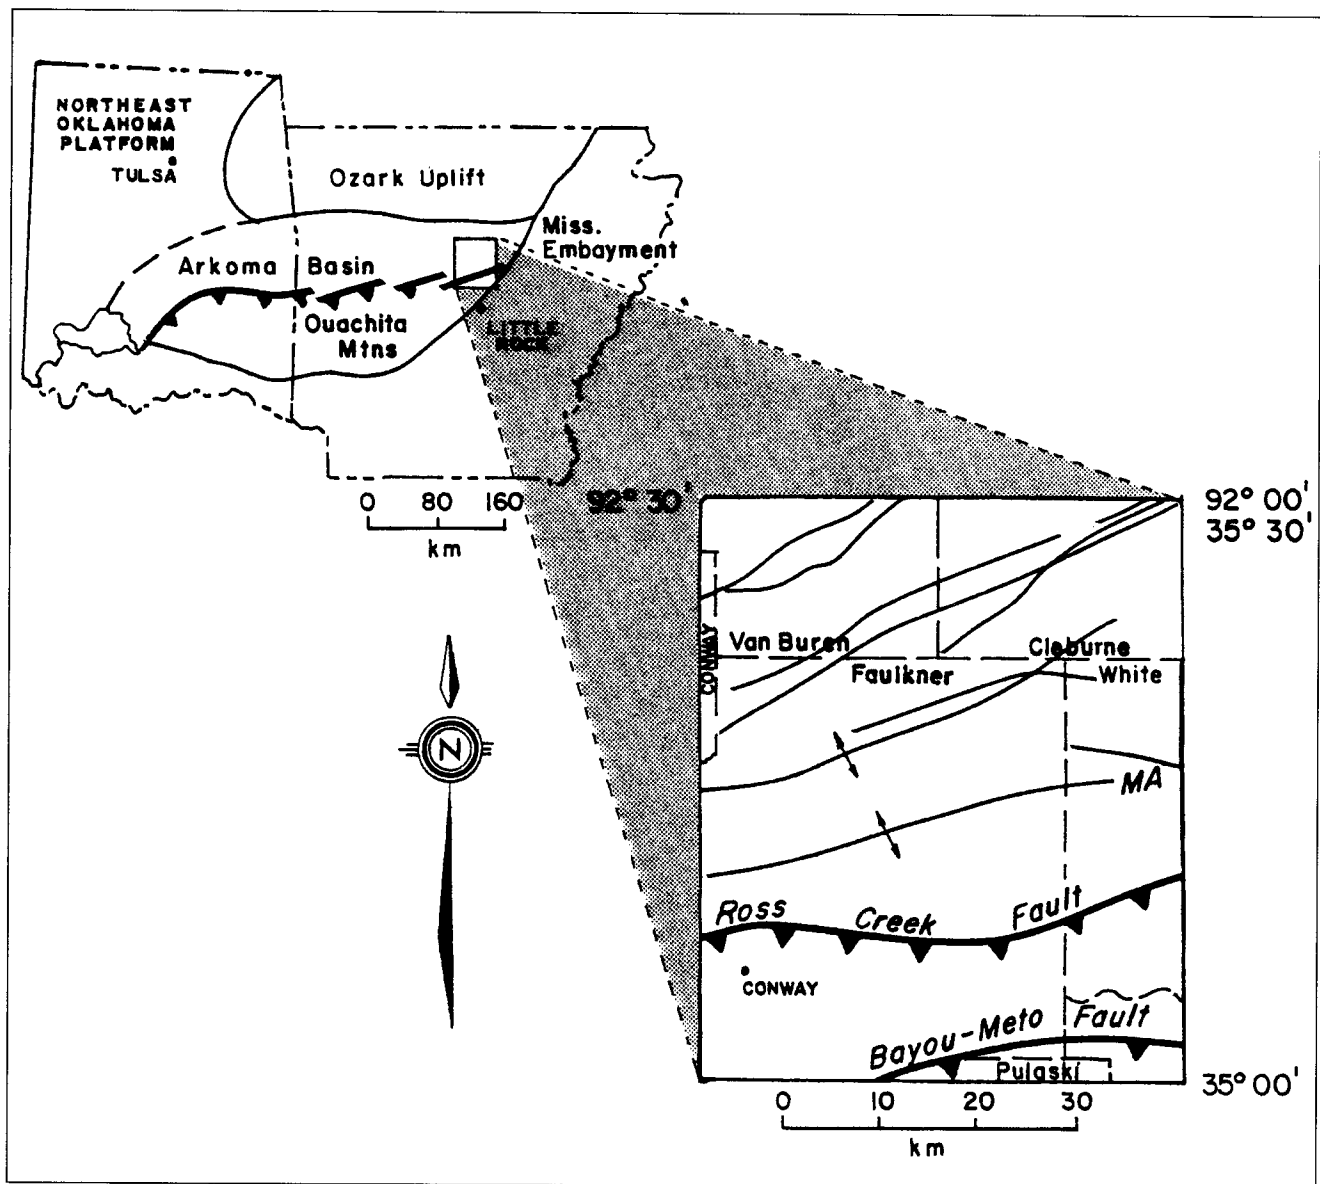 NORTHEAST
OKLAHOMA
PLATFORM
TULSA
Ozark Uplift
Miss.
Embayment
Arkoma Basin
Ouachita
Mtns
LITTLE
ROCK
0 80 160
km
92° 30'
92° 00'
35° 30'
N
CONWAY
Van Buren
Cleburne
Faulkner
White
MA
Ross Creek Fault
CONWAY
Bayou-Meto Fault
Pulaski
35° 00'
0 10 20 30
km